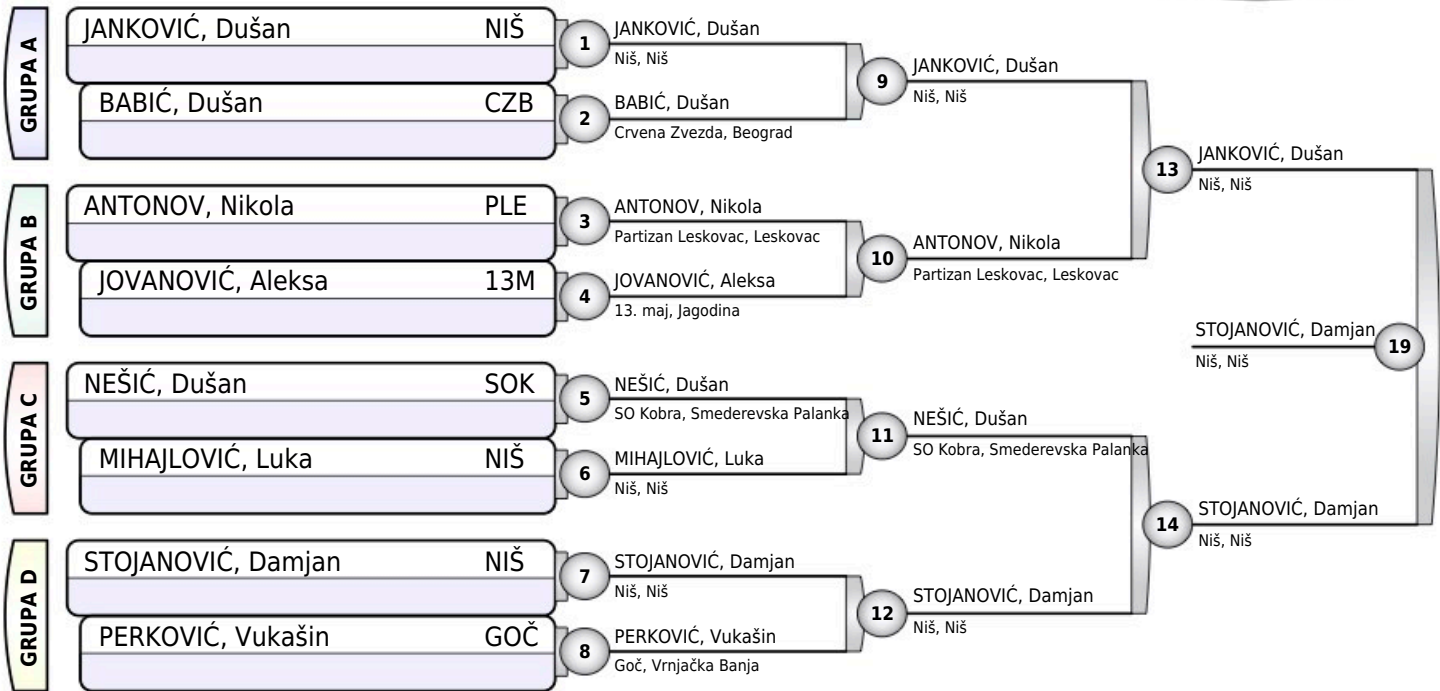 GRUPA A
JANKOVIĆ, Dušan NIŠ
BABIĆ, Dušan CZB
GRUPA B
ANTONOV, Nikola PLE
JOVANOVIĆ, Aleksa 13M
GRUPA C
NEŠIĆ, Dušan SOK
MIHAJLOVIĆ, Luka NIŠ
GRUPA D
STOJANOVIĆ, Damjan NIŠ
PERKOVIĆ, Vukašin GOČ
1
JANKOVIĆ, Dušan
Niš, Niš
2
BABIĆ, Dušan
Crvena Zvezda, Beograd
3
ANTONOV, Nikola
Partizan Leskovac, Leskovac
4
JOVANOVIĆ, Aleksa
13. maj, Jagodina
5
NEŠIĆ, Dušan
SO Kobra, Smederevska Palanka
6
MIHAJLOVIĆ, Luka
Niš, Niš
7
STOJANOVIĆ, Damjan
Niš, Niš
8
PERKOVIĆ, Vukašin
Goč, Vrnjačka Banja
9
JANKOVIĆ, Dušan
Niš, Niš
10
ANTONOV, Nikola
Partizan Leskovac, Leskovac
11
NEŠIĆ, Dušan
SO Kobra, Smederevska Palanka
12
STOJANOVIĆ, Damjan
Niš, Niš
13
JANKOVIĆ, Dušan
Niš, Niš
14
STOJANOVIĆ, Damjan
Niš, Niš
STOJANOVIĆ, Damjan
Niš, Niš
19